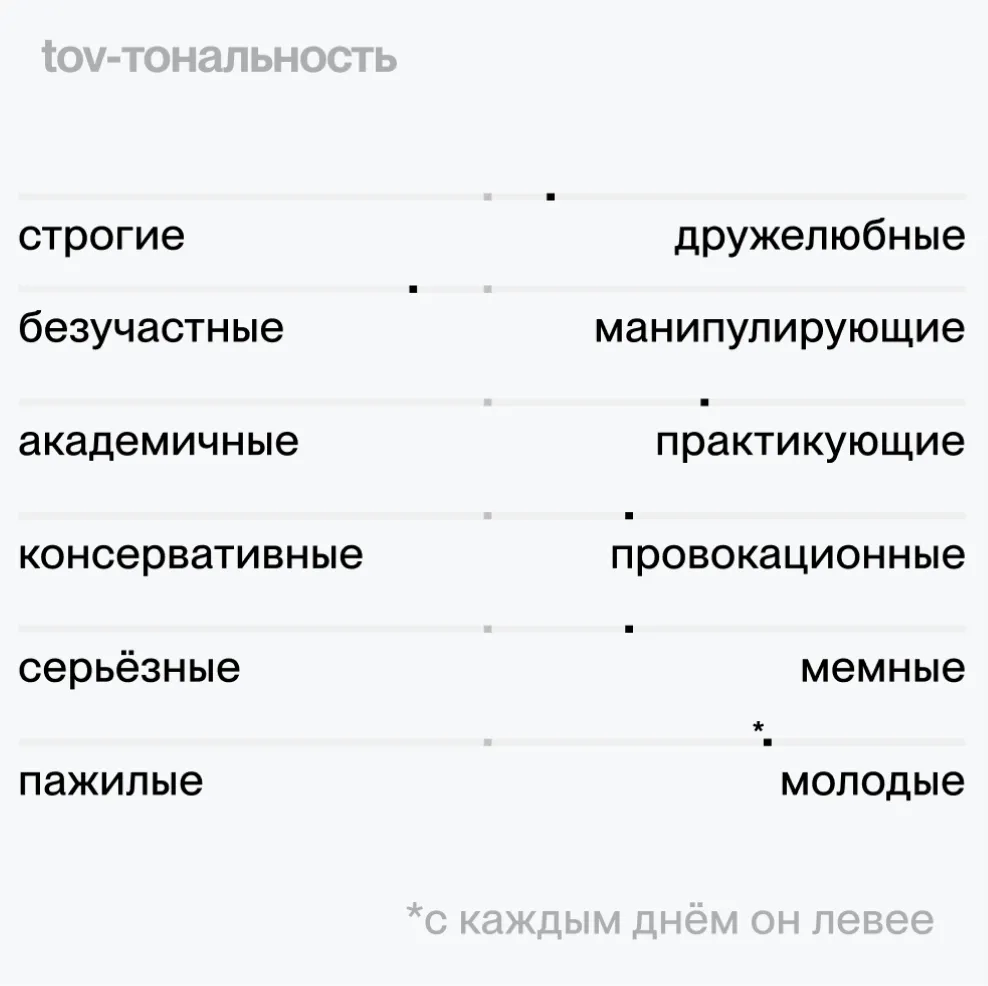 tov-тональность
строгие дружелюбные
безучастные манипулирующие
академичные практикующие
консервативные провокационные
серьёзные мемные
*
пажилые молодые
*с каждым днём он левее